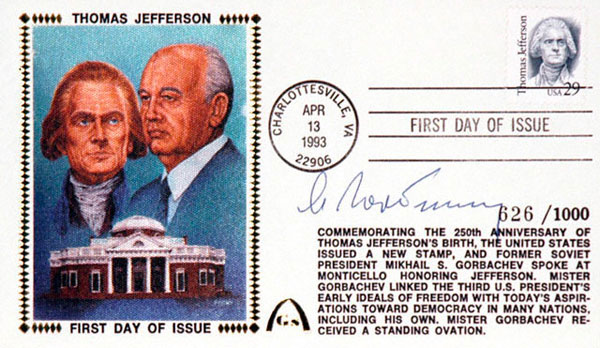 THOMAS JEFFERSON
FIRST DAY OF ISSUE
CHARLOTTESVILLE, VA
APR
13
1993
22906
Thomas Jefferson
USA 29
FIRST DAY OF ISSUE
626 / 1000
COMMEMORATING THE 250th ANNIVERSARY OF
THOMAS JEFFERSON'S BIRTH, THE UNITED STATES
ISSUED A NEW STAMP, AND FORMER SOVIET
PRESIDENT MIKHAIL S. GORBACHEV SPOKE AT
MONTICELLO HONORING JEFFERSON. MISTER
GORBACHEV LINKED THE THIRD U.S. PRESIDENT'S
EARLY IDEALS OF FREEDOM WITH TODAY'S ASPIR-
ATIONS TOWARD DEMOCRACY IN MANY NATIONS,
INCLUDING HIS OWN. MISTER GORBACHEV RE-
CEIVED A STANDING OVATION.